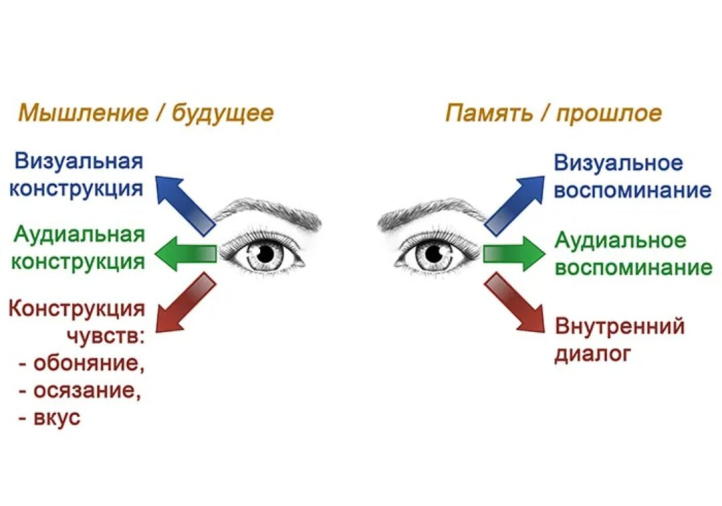 Мышление / будущее
Визуальная
конструкция
Аудиальная
конструкция
Конструкция
чувств:
- обоняние,
- осязание,
- вкус
Память / прошлое
Визуальное
воспоминание
Аудиальное
воспоминание
Внутренний
диалог